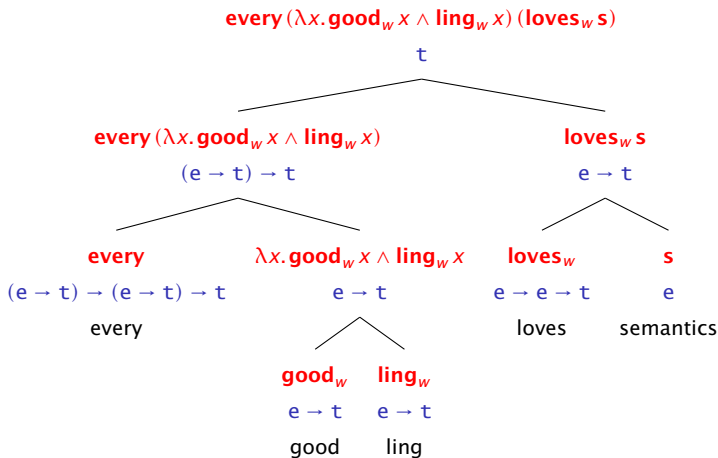 every (λx. good_w x ∧ ling_w x) (loves_w s)
t
every (λx. good_w x ∧ ling_w x) loves_w s
(e → t) → t e → t
every λx. good_w x ∧ ling_w x loves_w s
(e → t) → (e → t) → t e → t e → e → t e
every loves semantics
good_w ling_w
e → t e → t
good ling